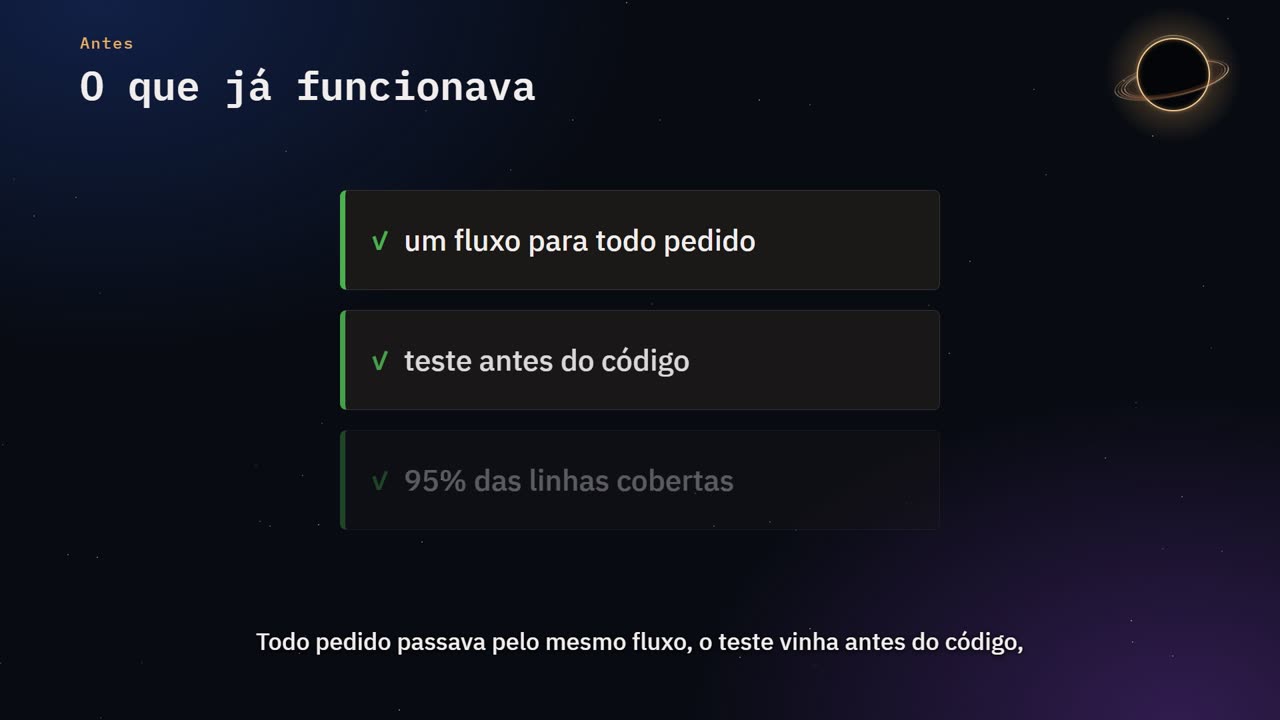 Antes
O que já funcionava
✓ um fluxo para todo pedido
✓ teste antes do código
✓ 95% das linhas cobertas
Todo pedido passava pelo mesmo fluxo, o teste vinha antes do código,